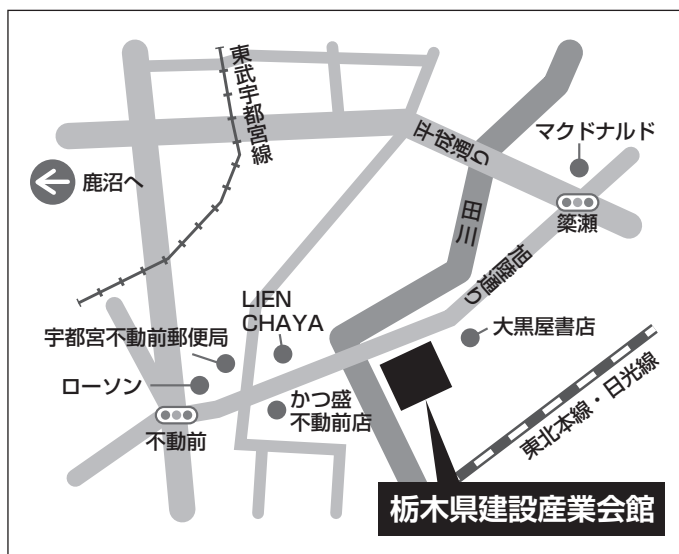 東武宇都宮線
マクドナルド
平成通り
鹿沼へ
簗瀬
田川
旭陸通り
LIEN
CHAYA
大黒屋書店
宇都宮不動前郵便局
ローソン
かつ盛
不動前店
不動前
東北本線・日光線
栃木県建設産業会館